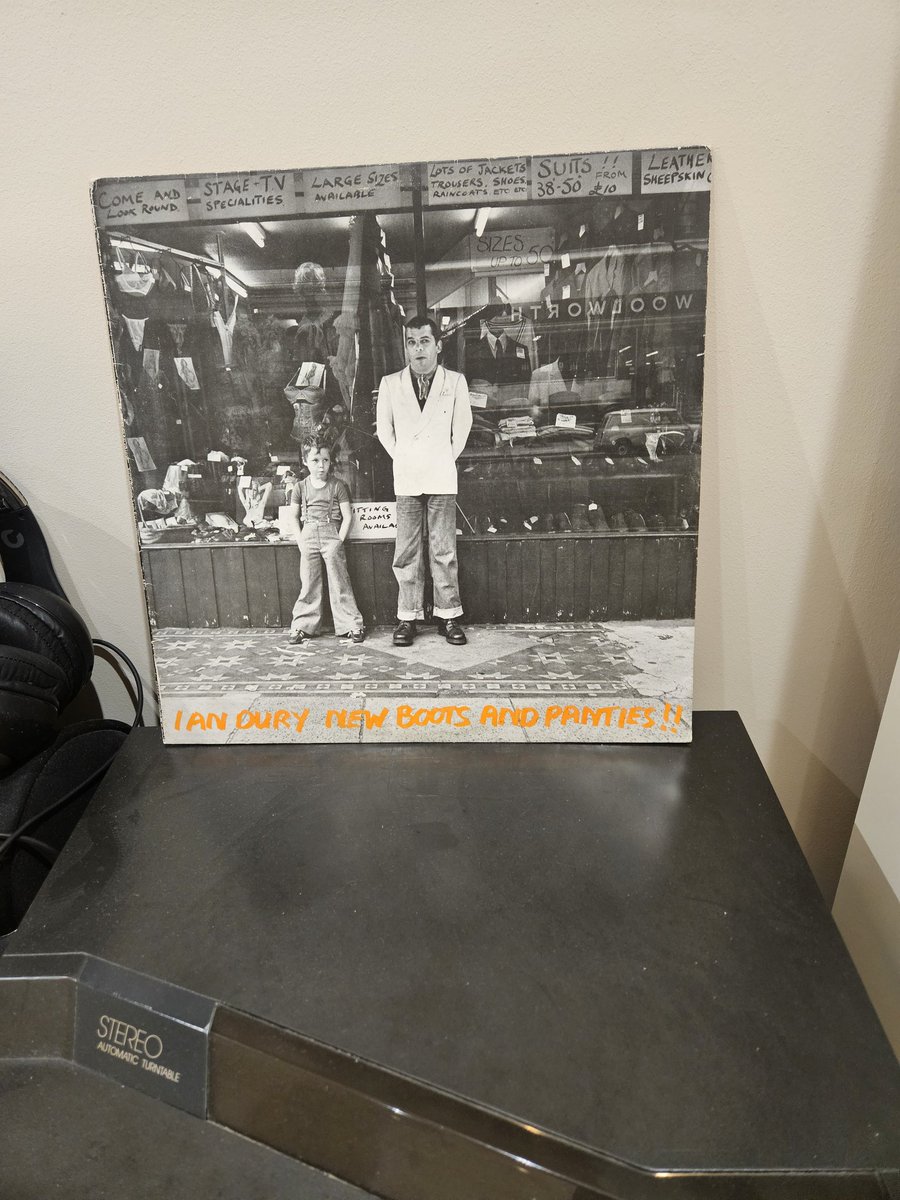 COME AND
LOOK ROUND.
STAGE + TV
SPECIALITIES
LARGE SIZES
AVAILABLE
LOTS OF JACKETS
TROUSERS, SHOES,
RAINCOATS ETC ETC
SUITS !!
38-50 FROM
£10
LEATHER
SHEEPSKIN
SIZES
UP TO 50
WOOLWORTH
ITTING
ROOMS
AVAILAB
IAN DURY NEW BOOTS AND PANTIES!!
STEREO
AUTOMATIC TURNTABLE